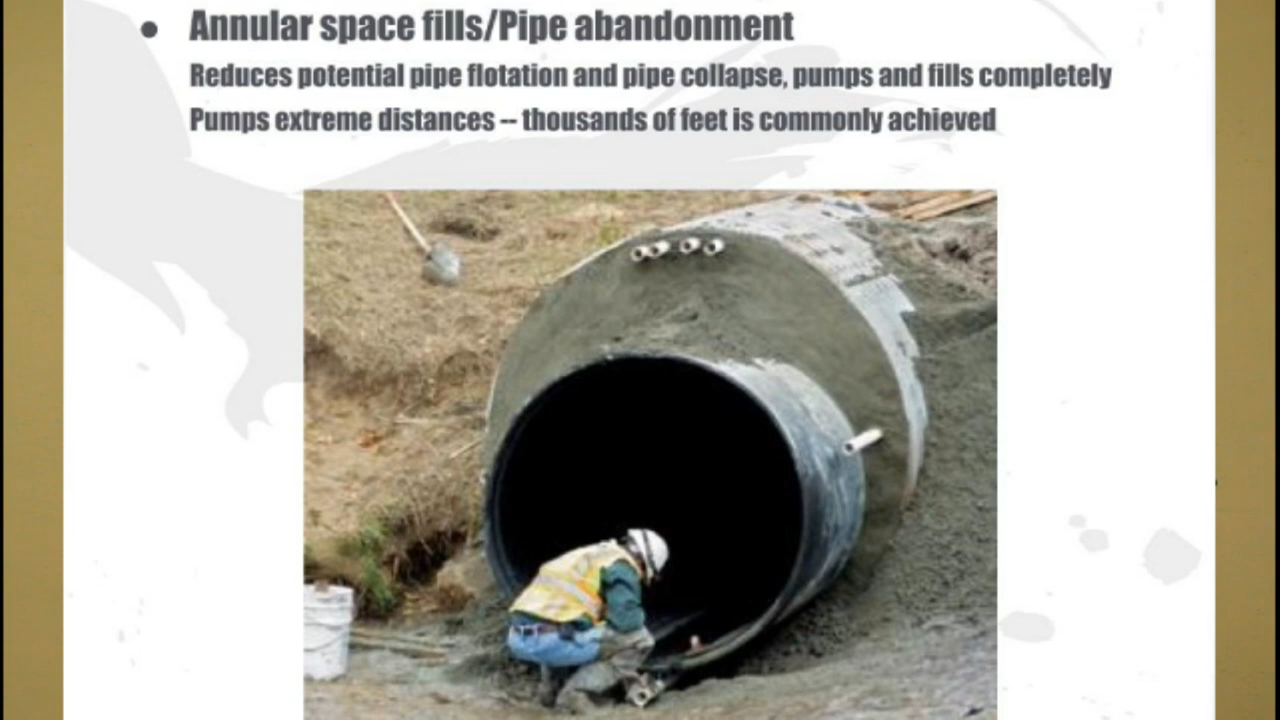 Annular space fills/Pipe abandonment
Reduces potential pipe flotation and pipe collapse, pumps and fills completely
Pumps extreme distances -- thousands of feet is commonly achieved